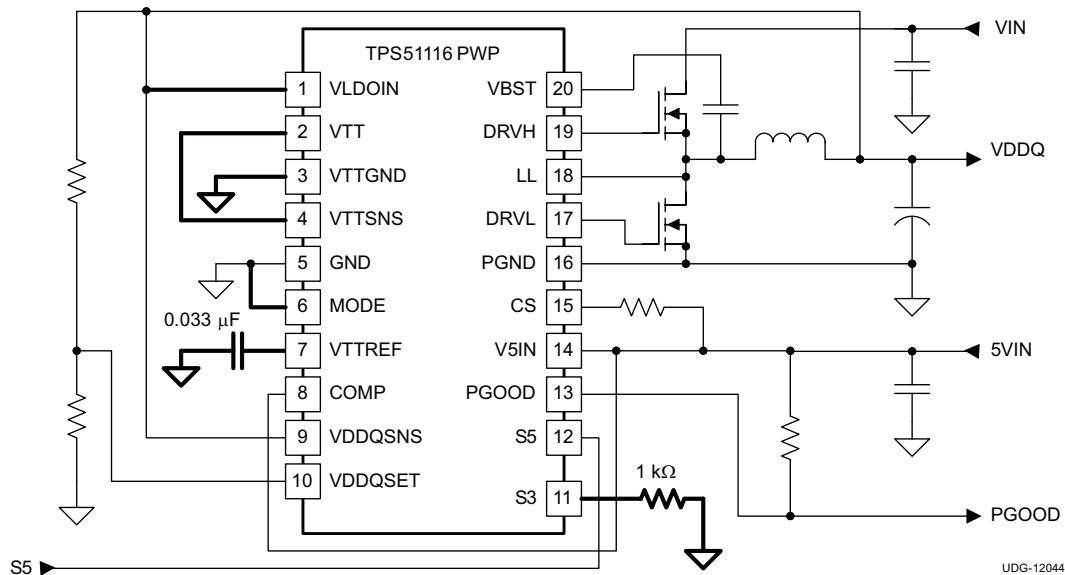 VIN
TPS51116 PWP
1 VLDOIN VBST 20
2 VTT DRVH 19
3 VTTGND LL 18
VDDQ
4 VTTSNS DRVL 17
5 GND PGND 16
6 MODE CS 15
0.033 μF
7 VTTREF V5IN 14
5VIN
8 COMP PGOOD 13
9 VDDQSNS S5 12
10 VDDQSET S3 11
1 kΩ
PGOOD
S5
UDG-12044